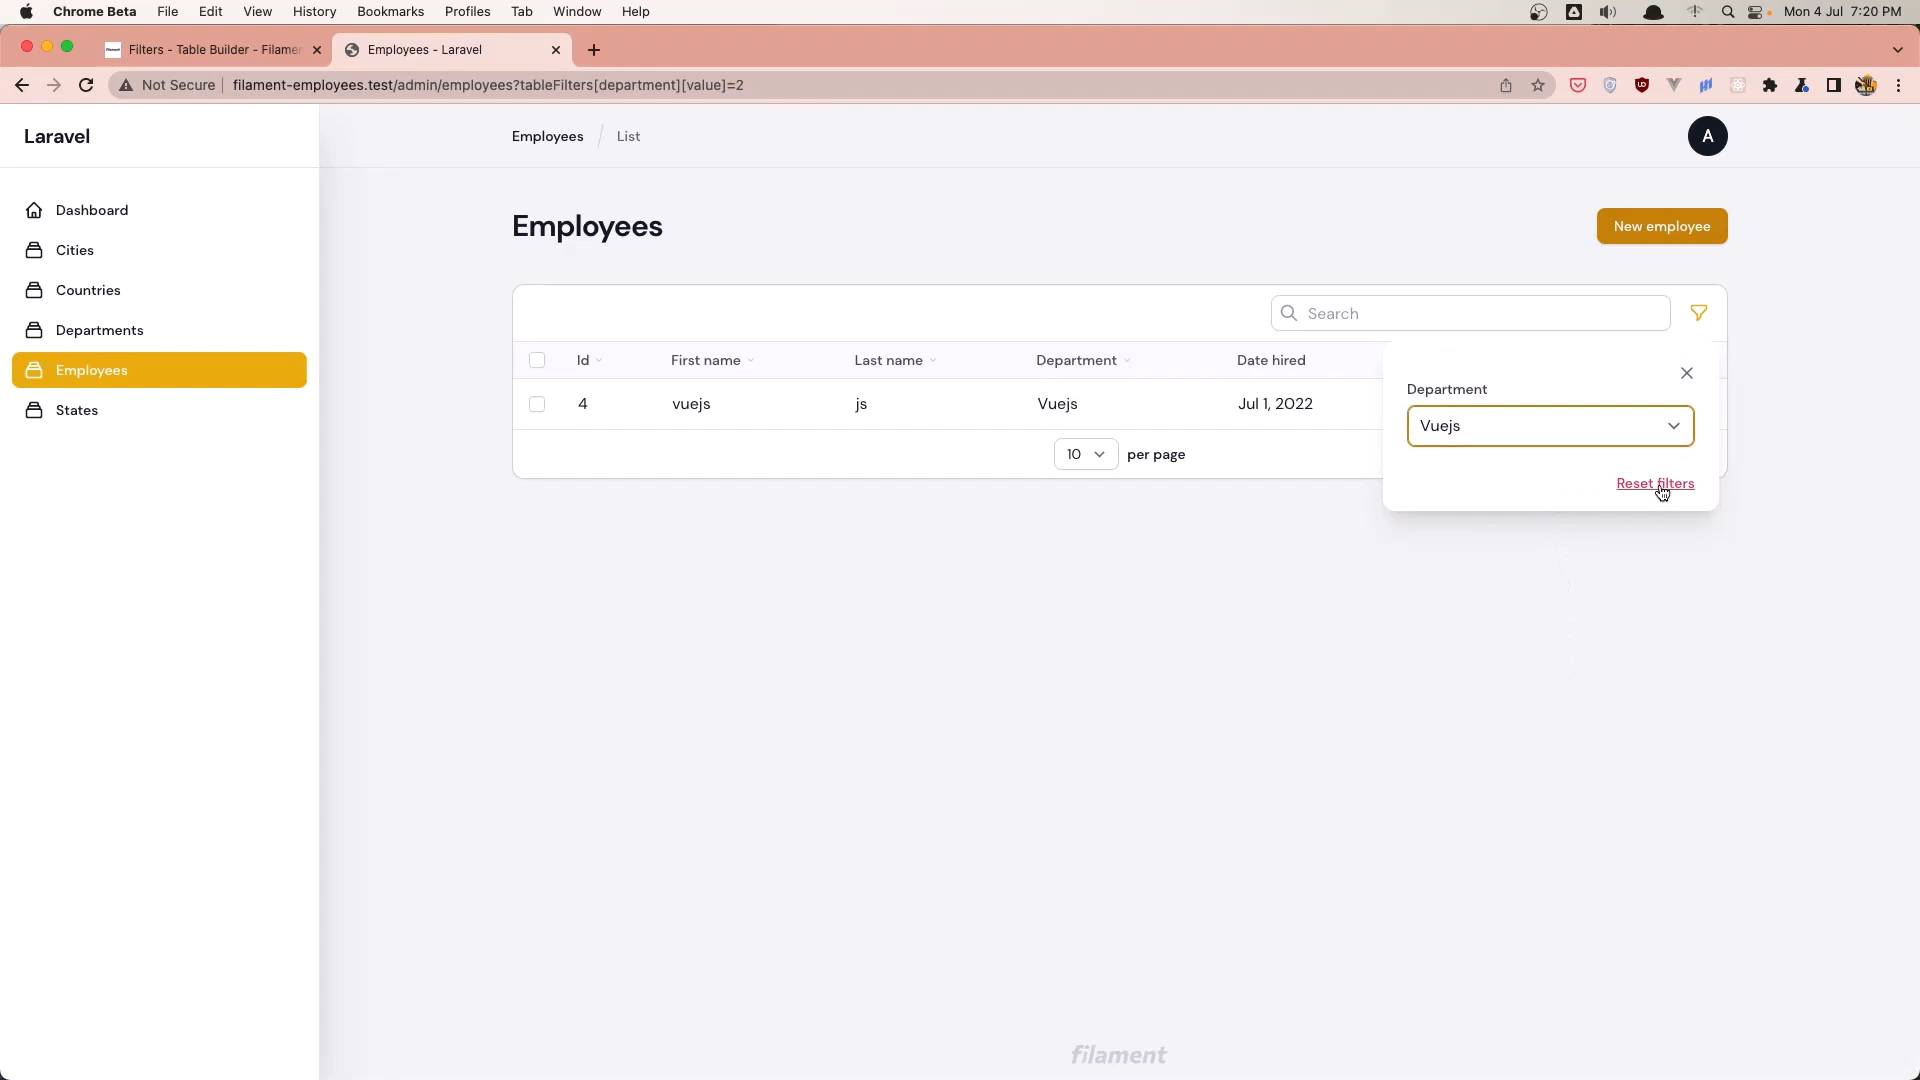 Chrome Beta File Edit View History Bookmarks Profiles Tab Window Help Mon 4 Jul 7:20 PM
Filters - Table Builder - Filamen Employees - Laravel
Not Secure filament-employees.test/admin/employees?tableFilters[department][value]=2
Laravel
Employees List
A
Dashboard
Cities
Countries
Departments
Employees
States
Employees
New employee
Search
Id First name Last name Department Date hired
4 vuejs js Vuejs Jul 1, 2022
10 per page
Department
Vuejs
Reset filters
filament